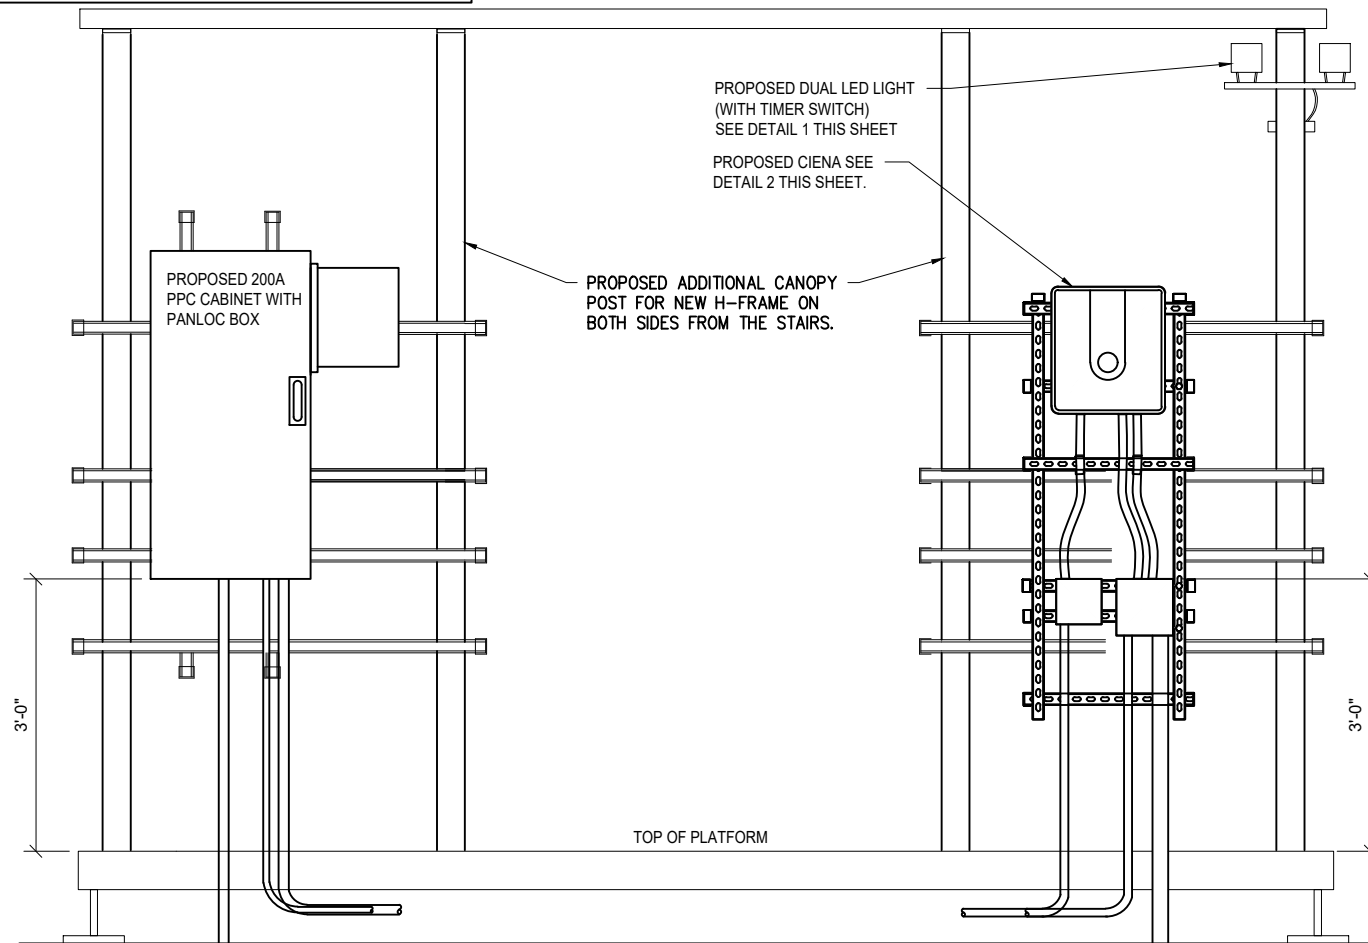 PROPOSED DUAL LED LIGHT
(WITH TIMER SWITCH)
SEE DETAIL 1 THIS SHEET
PROPOSED CIENA SEE
DETAIL 2 THIS SHEET.
PROPOSED 200A
PPC CABINET WITH
PANLOC BOX
PROPOSED ADDITIONAL CANOPY
POST FOR NEW H-FRAME ON
BOTH SIDES FROM THE STAIRS.
3'-0"
3'-0"
TOP OF PLATFORM